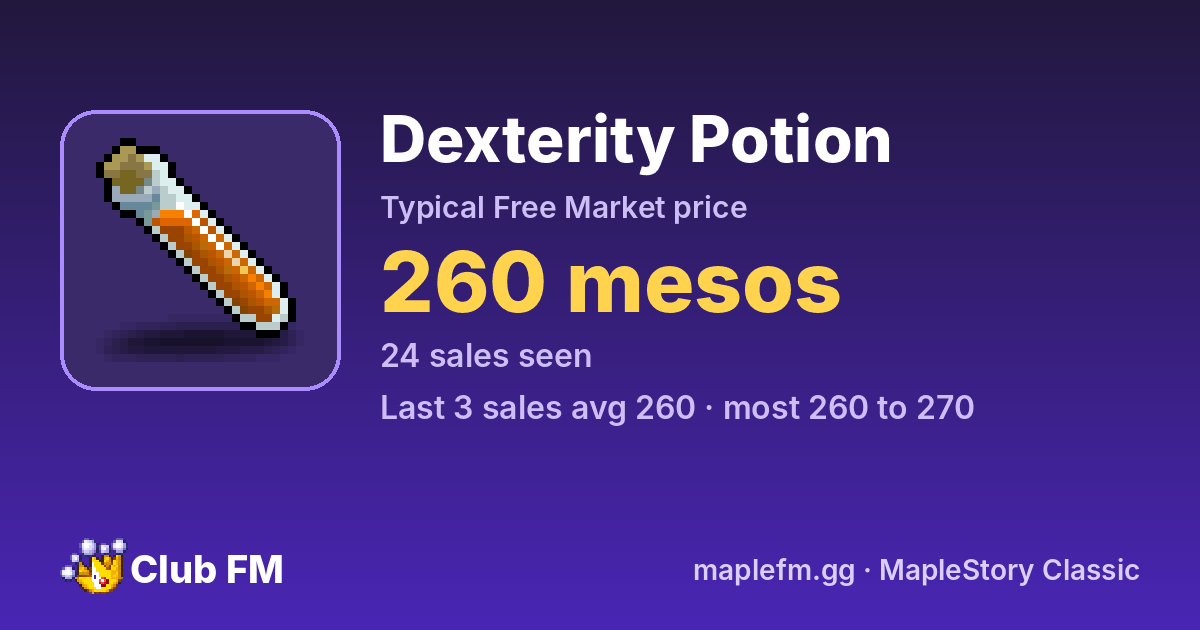 Dexterity Potion
Typical Free Market price
260 mesos
24 sales seen
Last 3 sales avg 260 · most 260 to 270
Club FM
maplefm.gg · MapleStory Classic